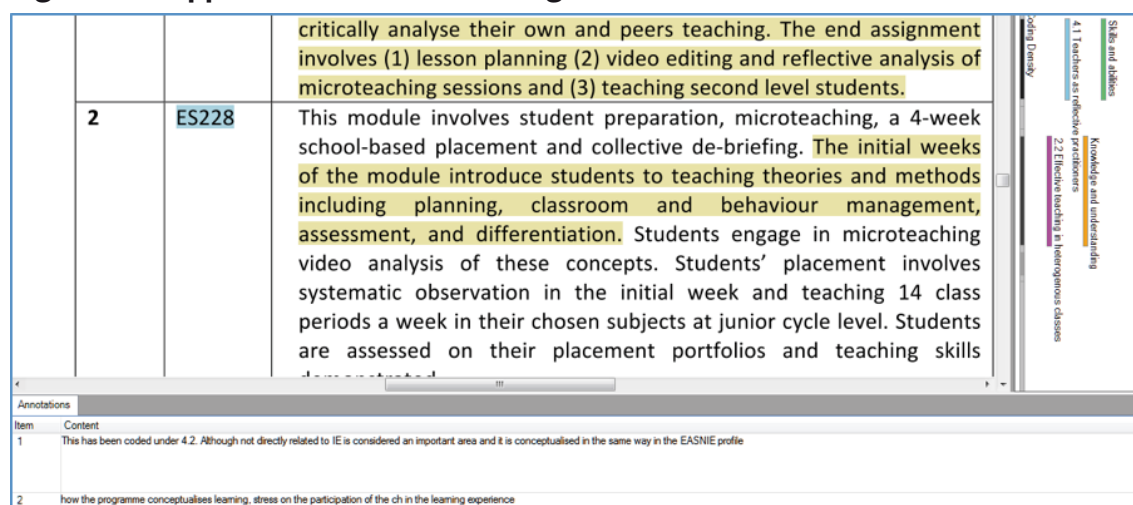 critically analyse their own and peers teaching. The end assignment
involves (1) lesson planning (2) video editing and reflective analysis of
microteaching sessions and (3) teaching second level students.
2 ES228 This module involves student preparation, microteaching, a 4-week
school-based placement and collective de-briefing. The initial weeks
of the module introduce students to teaching theories and methods
including planning, classroom and behaviour management,
assessment, and differentiation. Students engage in microteaching
video analysis of these concepts. Students' placement involves
systematic observation in the initial week and teaching 14 class
periods a week in their chosen subjects at junior cycle level. Students
are assessed on their placement portfolios and teaching skills
Coding Density
4.1 Teachers as reflective practitioners
Skills and abilities
2.2 Effective teaching in heterogenous classes
Knowledge and understanding
Annotations
Item Content
1 This has been coded under 4.2. Although not directly related to IE is considered an important area and it is conceptualised in the same way in the EASNIE profile
2 how the programme conceptualises learning, stress on the participation of the ch in the learning experience